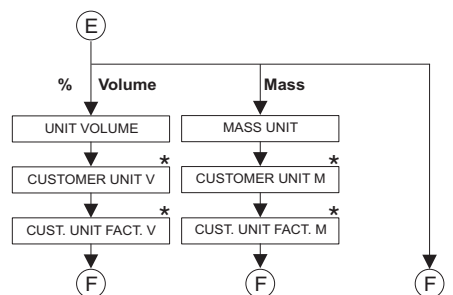 E
% Volume Mass
UNIT VOLUME MASS UNIT
* *
CUSTOMER UNIT V CUSTOMER UNIT M
* *
CUST. UNIT FACT. V CUST. UNIT FACT. M
F F F